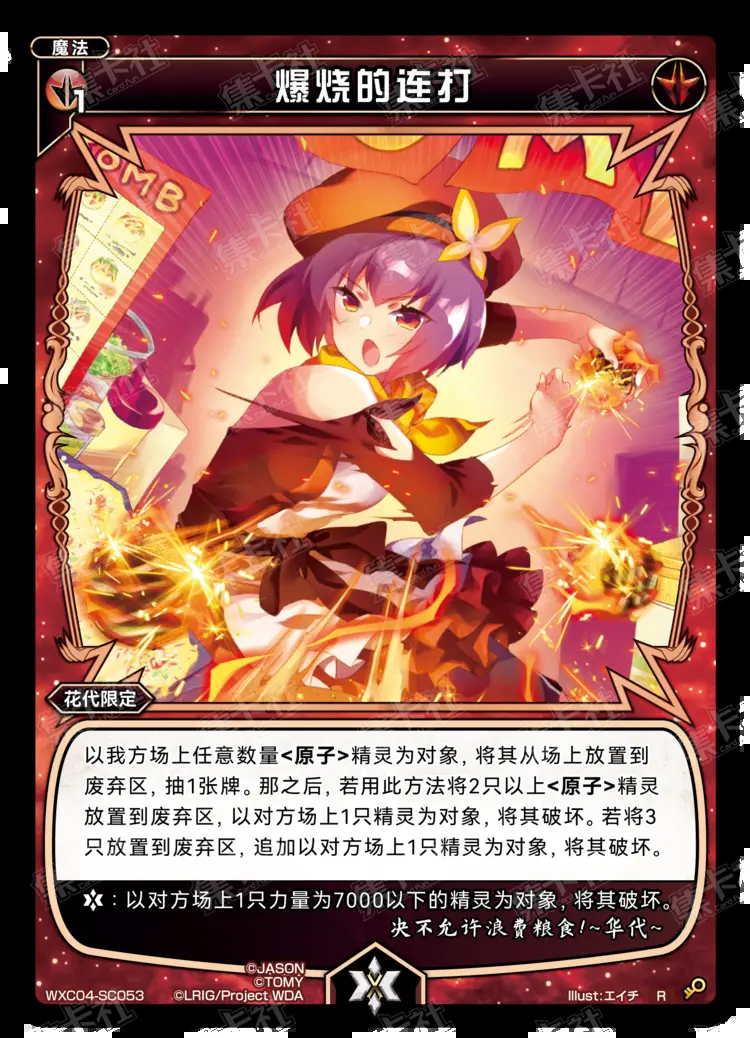 魔法
1
爆烧的连打
OMB
花代限定
以我方场上任意数量<原子>精灵为对象，将其从场上放置到
废弃区，抽1张牌。那之后，若用此方法将2只以上<原子>精灵
放置到废弃区，以对方场上1只精灵为对象，将其破坏。若将3
只放置到废弃区，追加以对方场上1只精灵为对象，将其破坏。
：以对方场上1只力量为7000以下的精灵为对象，将其破坏。
决不允许浪费粮食!~华代~
©JASON
©TOMY
WXC04-SC053 ©LRIG/Project WDA Illust:エイチ R
集卡社